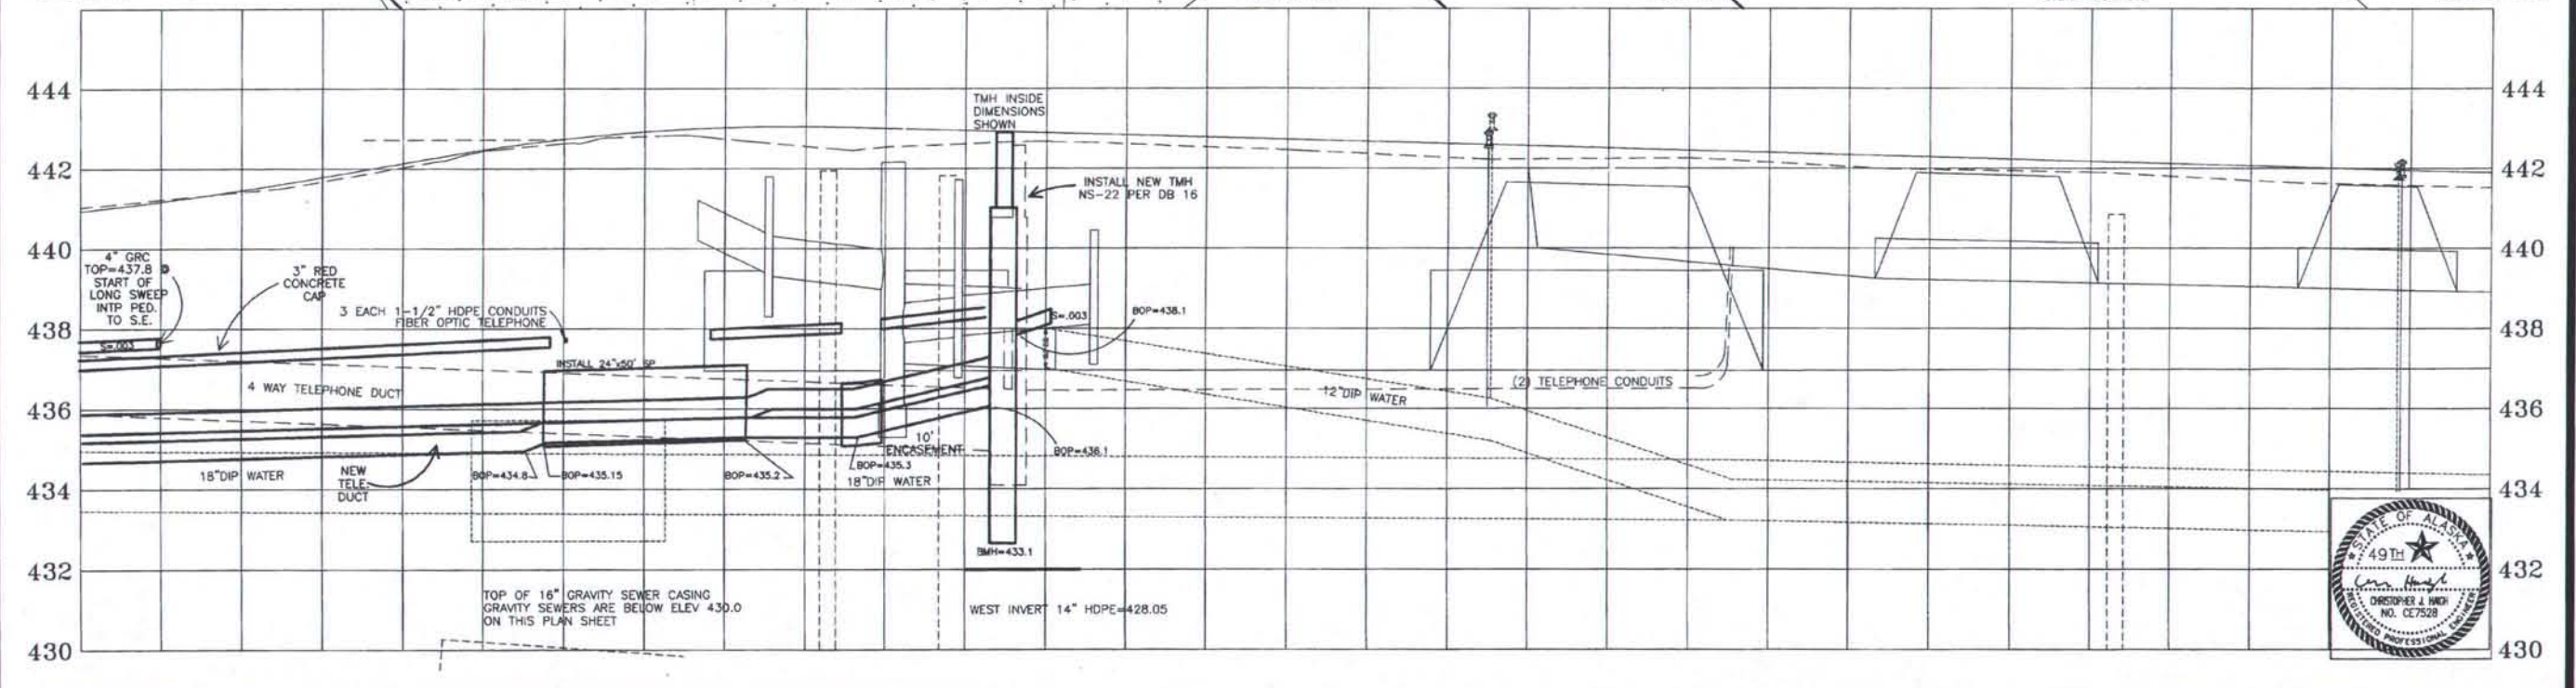 444
442
440
438
436
434
432
430
4" GRC
TOP=437.8
START OF
LONG SWEEP
INTP PED.
TO S.E.
S=.003
3" RED
CONCRETE
CAP
3 EACH 1-1/2" HDPE CONDUITS
FIBER OPTIC TELEPHONE
INSTALL 24"x50' SP
4 WAY TELEPHONE DUCT
18"DIP WATER
NEW
TELE.
DUCT
BOP=434.8
BOP=435.15
BOP=435.2
BOP=435.3
18"DIP WATER
10'
ENCASEMENT
TOP OF 16" GRAVITY SEWER CASING
GRAVITY SEWERS ARE BELOW ELEV 430.0
ON THIS PLAN SHEET
TMH INSIDE
DIMENSIONS
SHOWN
INSTALL NEW TMH
NS-22 PER DB 16
S=.003
BOP=438.1
BOP=436.1
BMH=433.1
WEST INVERT 14" HDPE=428.05
12"DIP WATER
(2) TELEPHONE CONDUITS
444
442
440
438
436
434
432
430
STATE OF ALASKA
49TH
CHRISTOPHER J. HAIGH
NO. CE7528
REGISTERED PROFESSIONAL ENGINEER